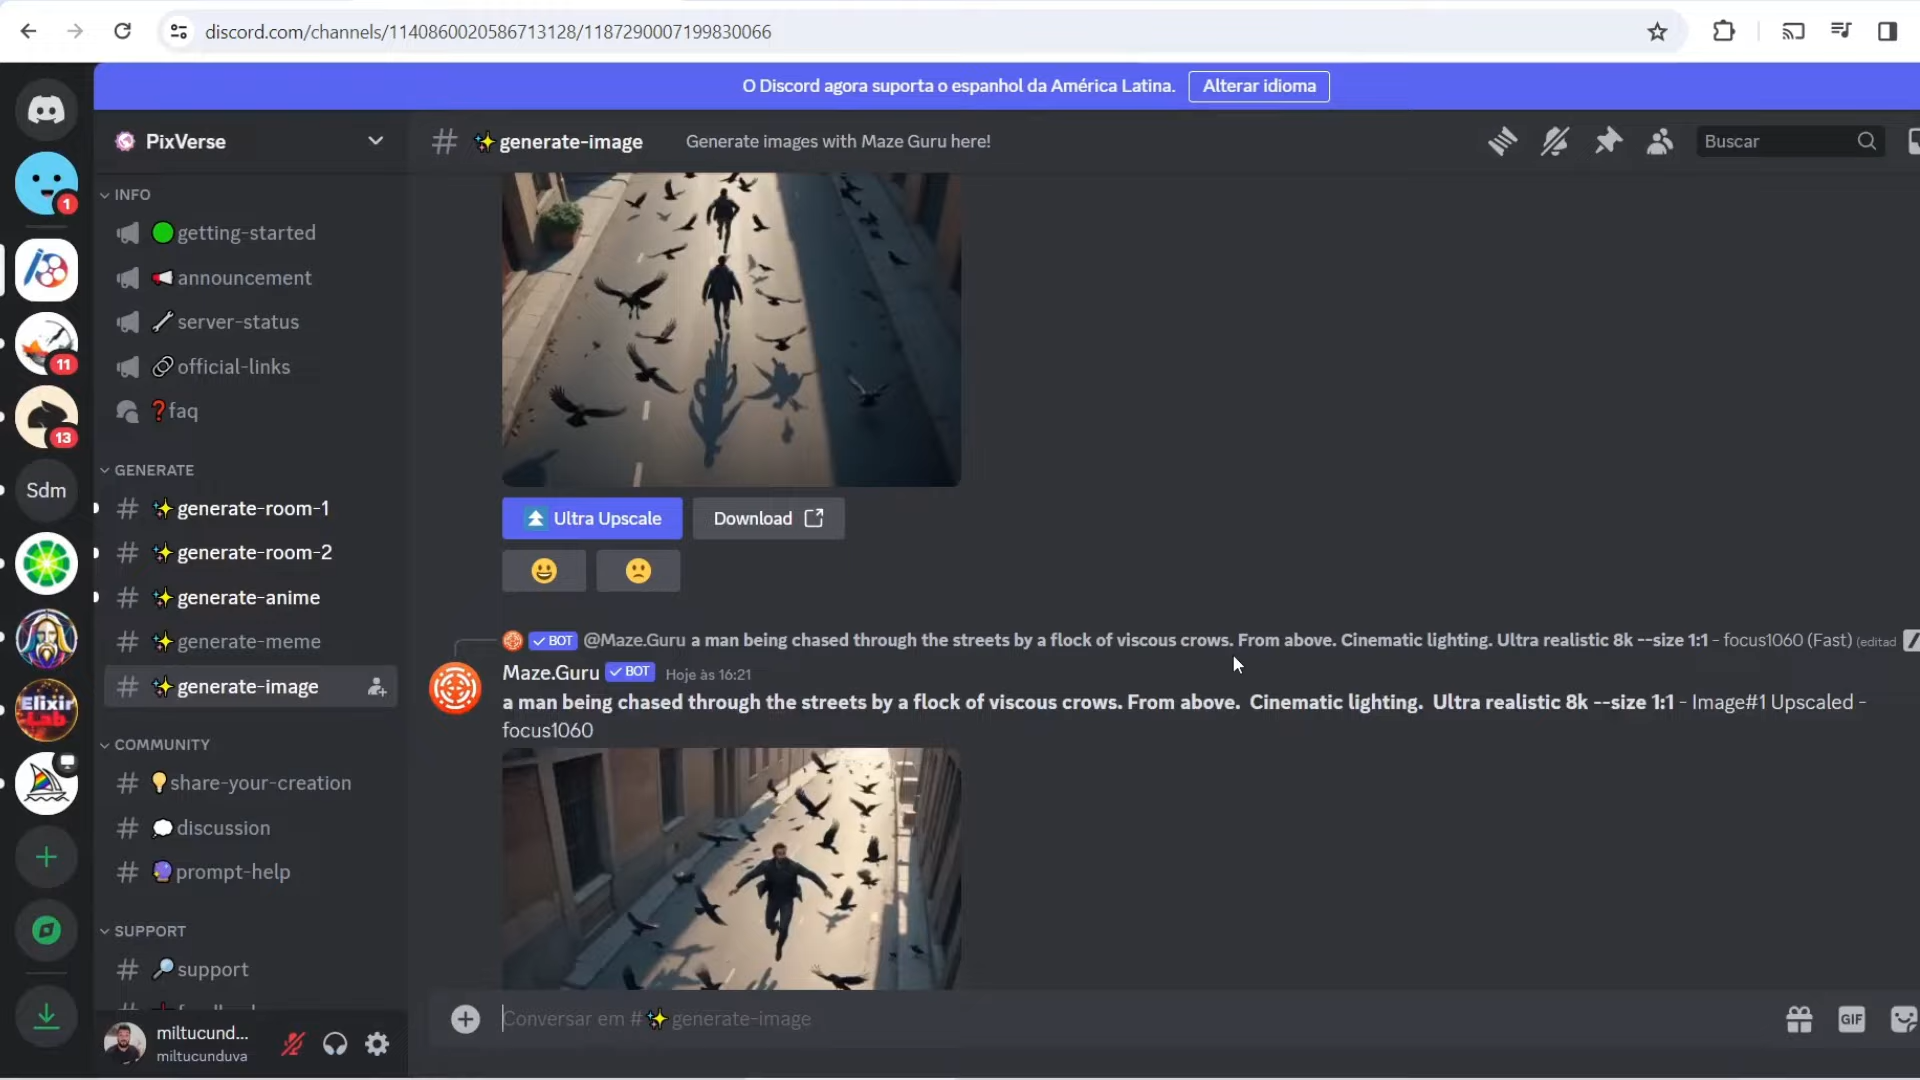 discord.com/channels/1140860020586713128/1187290007199830066
O Discord agora suporta o espanhol da América Latina. Alterar idioma
PixVerse
generate-image Generate images with Maze Guru here!
Buscar
INFO
getting-started
announcement
server-status
official-links
faq
GENERATE
generate-room-1
generate-room-2
generate-anime
generate-meme
generate-image
COMMUNITY
share-your-creation
discussion
prompt-help
SUPPORT
support
miltucund...
miltucunduva
1
11
13
Sdm
Elixir
Lab
Ultra Upscale Download
BOT @Maze.Guru a man being chased through the streets by a flock of viscous crows. From above. Cinematic lighting. Ultra realistic 8k --size 1:1 - focus1060 (Fast) (editad
Maze.Guru BOT Hoje às 16:21
a man being chased through the streets by a flock of viscous crows. From above. Cinematic lighting. Ultra realistic 8k --size 1:1 - Image#1 Upscaled -
focus1060
Conversar em # generate-image
GIF